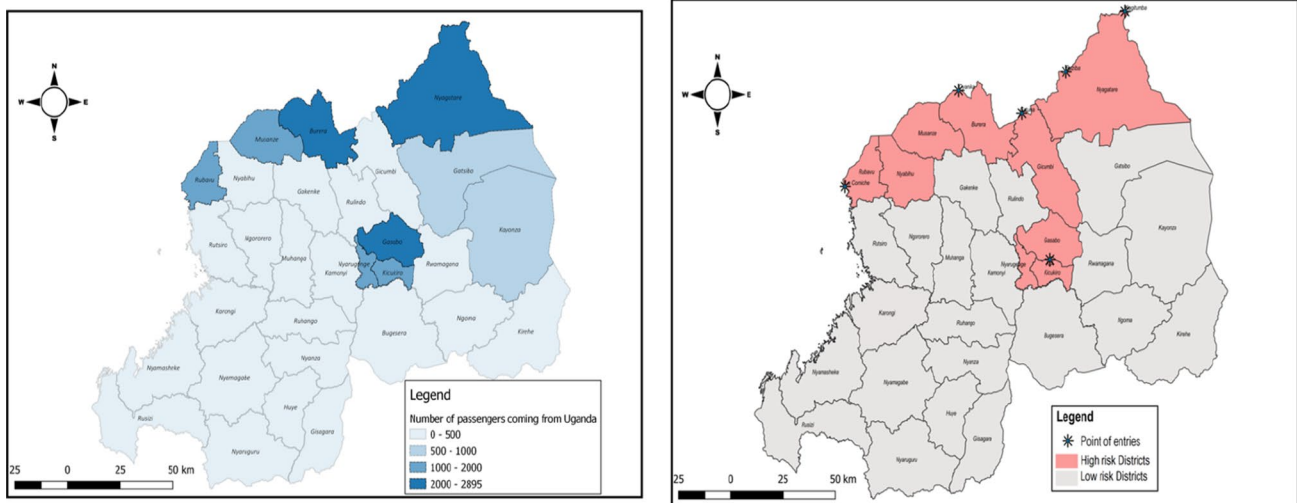 N
W E
S
Nyagatare
Burera
Musanze
Rubavu
Nyabihu
Gakenke
Gicumbi
Gatsibo
Rulindo
Kayonza
Rutsiro
Ngororero
Muhanga
Kamonyi
Nyarugenge
Gasabo
Kicukiro
Rwamagana
Karongi
Ruhango
Bugesera
Ngoma
Kirehe
Nyamasheke
Nyamagabe
Nyanza
Huye
Gisagara
Rusizi
Nyaruguru
Legend
Number of passengers coming from Uganda
0 - 500
500 - 1000
1000 - 2000
2000 - 2895
25 0 25 50 km
N
W E
S
Nyagatare
Burera
Musanze
Rubavu
Corniche
Nyabihu
Gakenke
Gicumbi
Gatsibo
Rulindo
Kayonza
Rutsiro
Ngororero
Muhanga
Kamonyi
Nyarugenge
Gasabo
Kicukiro
Rwamagana
Karongi
Ruhango
Bugesera
Ngoma
Kirehe
Nyamasheke
Nyamagabe
Nyanza
Huye
Gisagara
Rusizi
Nyaruguru
Legend
Point of entries
High risk Districts
Low risk Districts
25 0 25 50 km